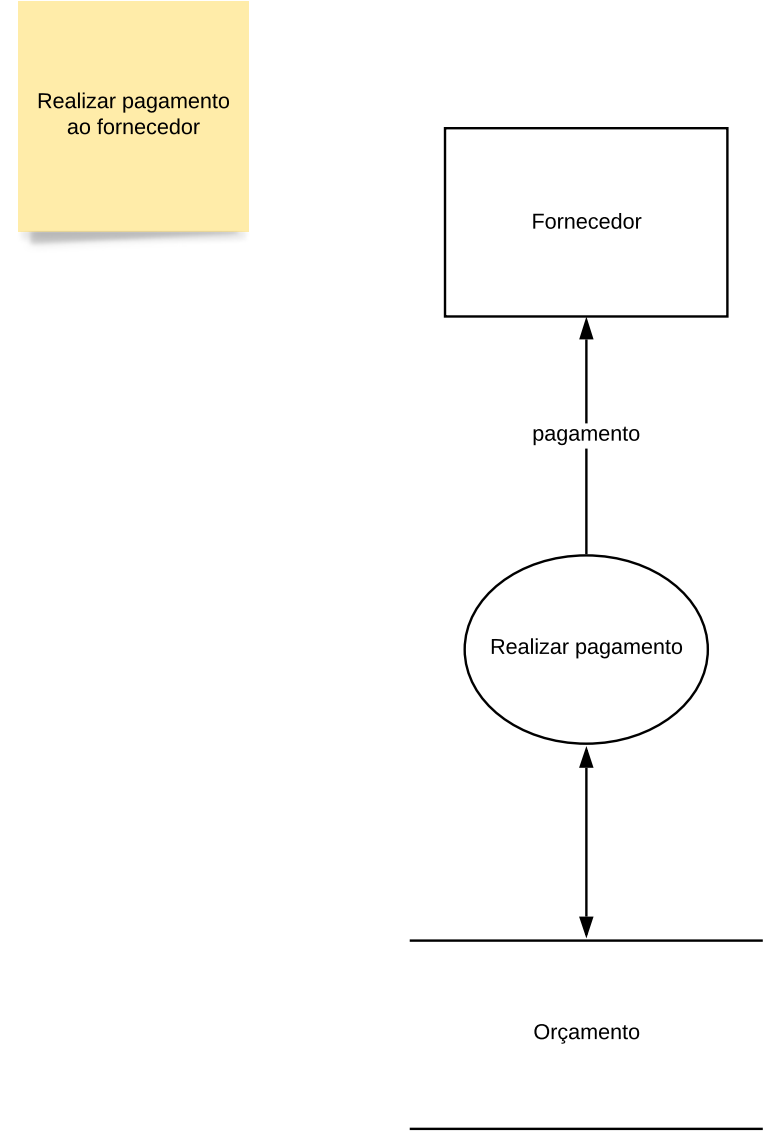 Realizar pagamento
ao fornecedor
Fornecedor
pagamento
Realizar pagamento
Orçamento